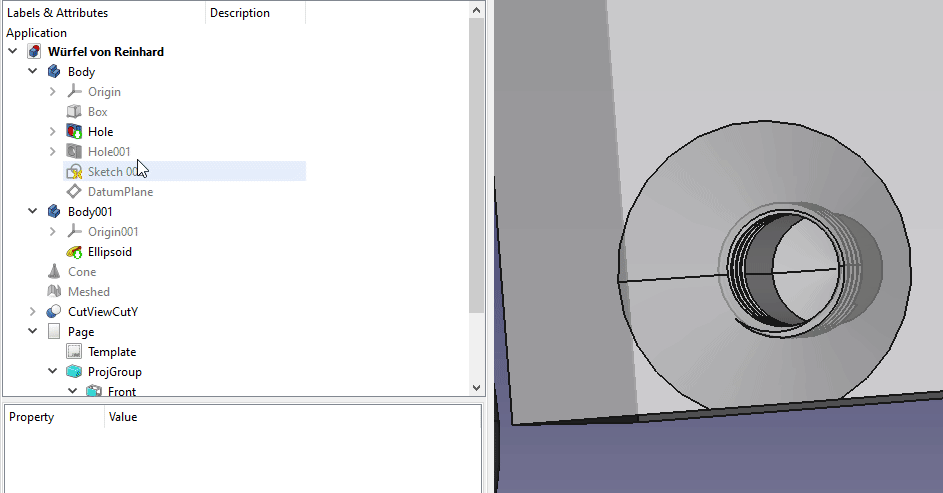 Labels & Attributes Description
Application
Würfel von Reinhard
Body
Origin
Box
Hole
Hole001
Sketch 00
DatumPlane
Body001
Origin001
Ellipsoid
Cone
Meshed
CutViewCutY
Page
Template
ProjGroup
Front
Property Value